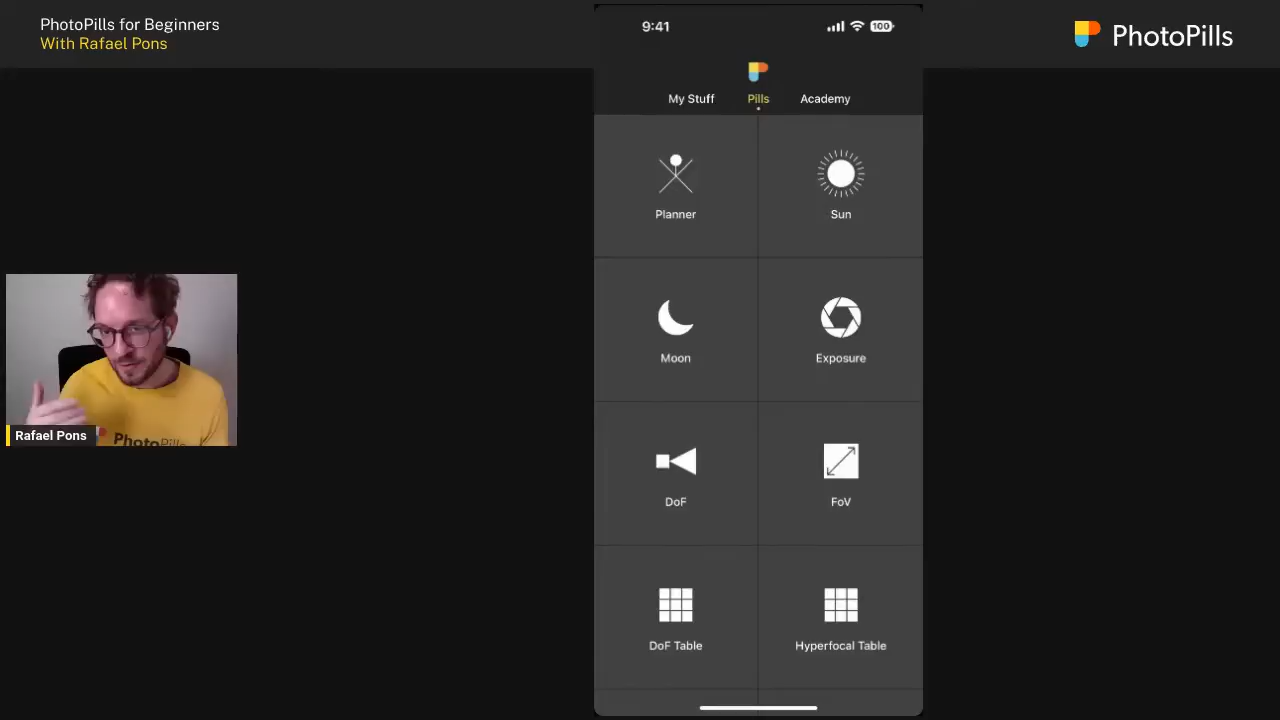 PhotoPills for Beginners
With Rafael Pons
PhotoPills
9:41
100
My Stuff
Pills
Academy
Planner
Sun
Moon
Exposure
DoF
FoV
DoF Table
Hyperfocal Table
PhotoPills
Rafael Pons